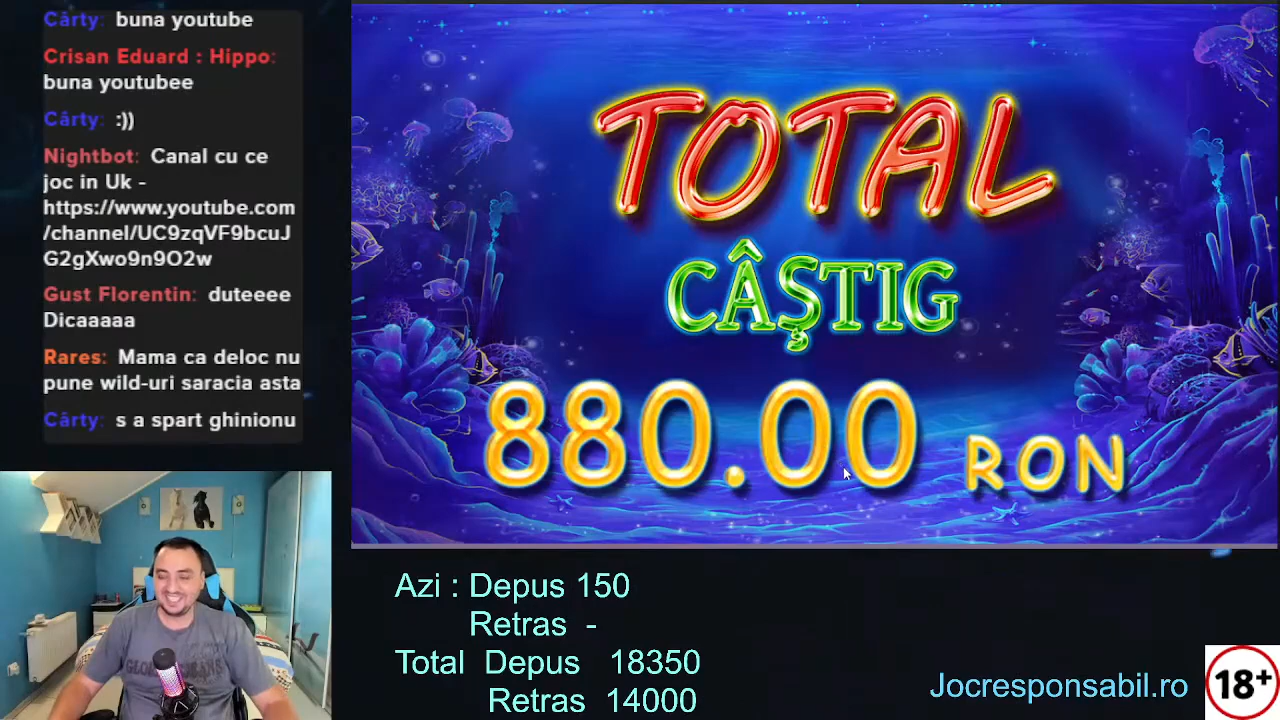 Cârty: buna youtube
Crisan Eduard : Hippo:
buna youtubee
Cârty: :))
Nightbot: Canal cu ce
joc in Uk -
https://www.youtube.com
/channel/UC9zqVF9bcuJ
G2gXwo9n9O2w
Gust Florentin: duteeee
Dicaaaaa
Rares: Mama ca deloc nu
pune wild-uri saracia asta
Cârty: s a spart ghinionu
TOTAL
CÂȘTIG
880.00 RON
Azi : Depus 150
Retras -
Total Depus 18350
Retras 14000
Jocresponsabil.ro
18+